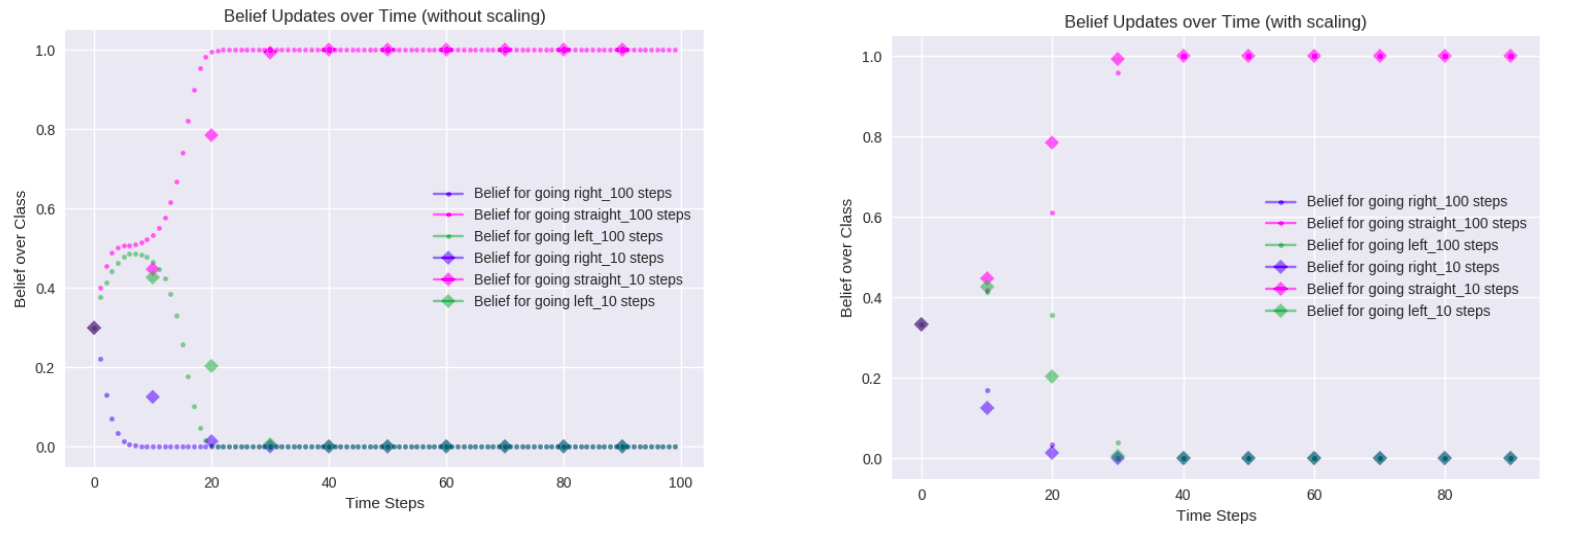 Belief Updates over Time (without scaling)
Belief over Class
1.0
0.8
0.6
0.4
0.2
0.0
Belief for going right_100 steps
Belief for going straight_100 steps
Belief for going left_100 steps
Belief for going right_10 steps
Belief for going straight_10 steps
Belief for going left_10 steps
0 20 40 60 80 100
Time Steps
Belief Updates over Time (with scaling)
Belief over Class
1.0
0.8
0.6
0.4
0.2
0.0
Belief for going right_100 steps
Belief for going straight_100 steps
Belief for going left_100 steps
Belief for going right_10 steps
Belief for going straight_10 steps
Belief for going left_10 steps
0 20 40 60 80
Time Steps